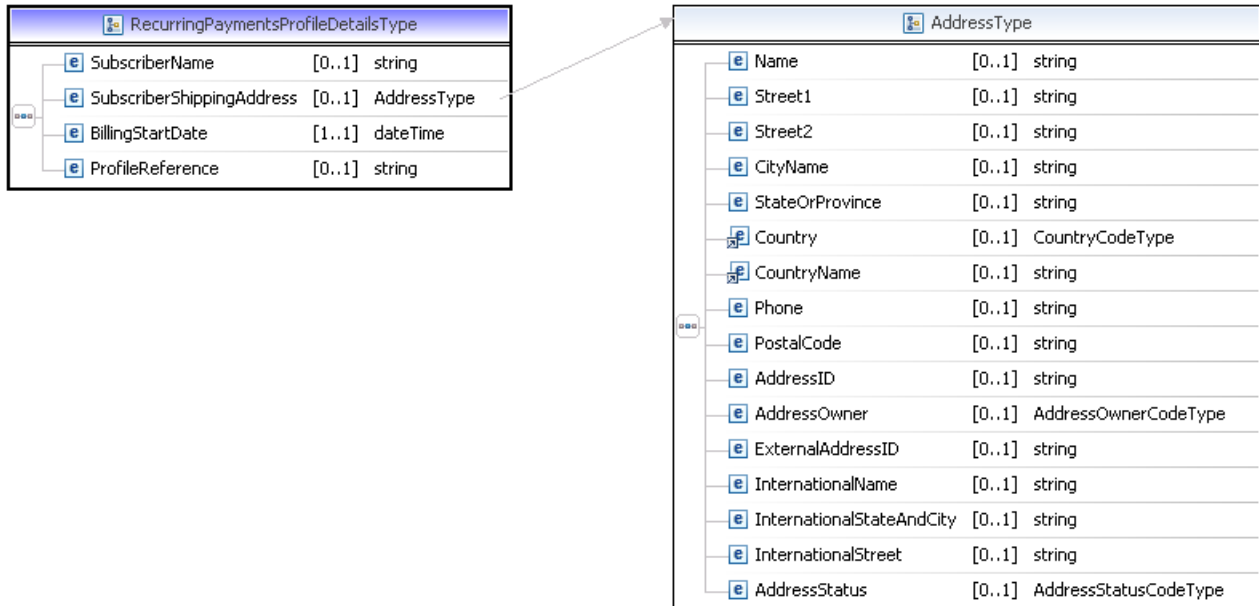 RecurringPaymentsProfileDetailsType
e SubscriberName [0..1] string
e SubscriberShippingAddress [0..1] AddressType
e BillingStartDate [1..1] dateTime
e ProfileReference [0..1] string
AddressType
e Name [0..1] string
e Street1 [0..1] string
e Street2 [0..1] string
e CityName [0..1] string
e StateOrProvince [0..1] string
e Country [0..1] CountryCodeType
e CountryName [0..1] string
e Phone [0..1] string
e PostalCode [0..1] string
e AddressID [0..1] string
e AddressOwner [0..1] AddressOwnerCodeType
e ExternalAddressID [0..1] string
e InternationalName [0..1] string
e InternationalStateAndCity [0..1] string
e InternationalStreet [0..1] string
e AddressStatus [0..1] AddressStatusCodeType